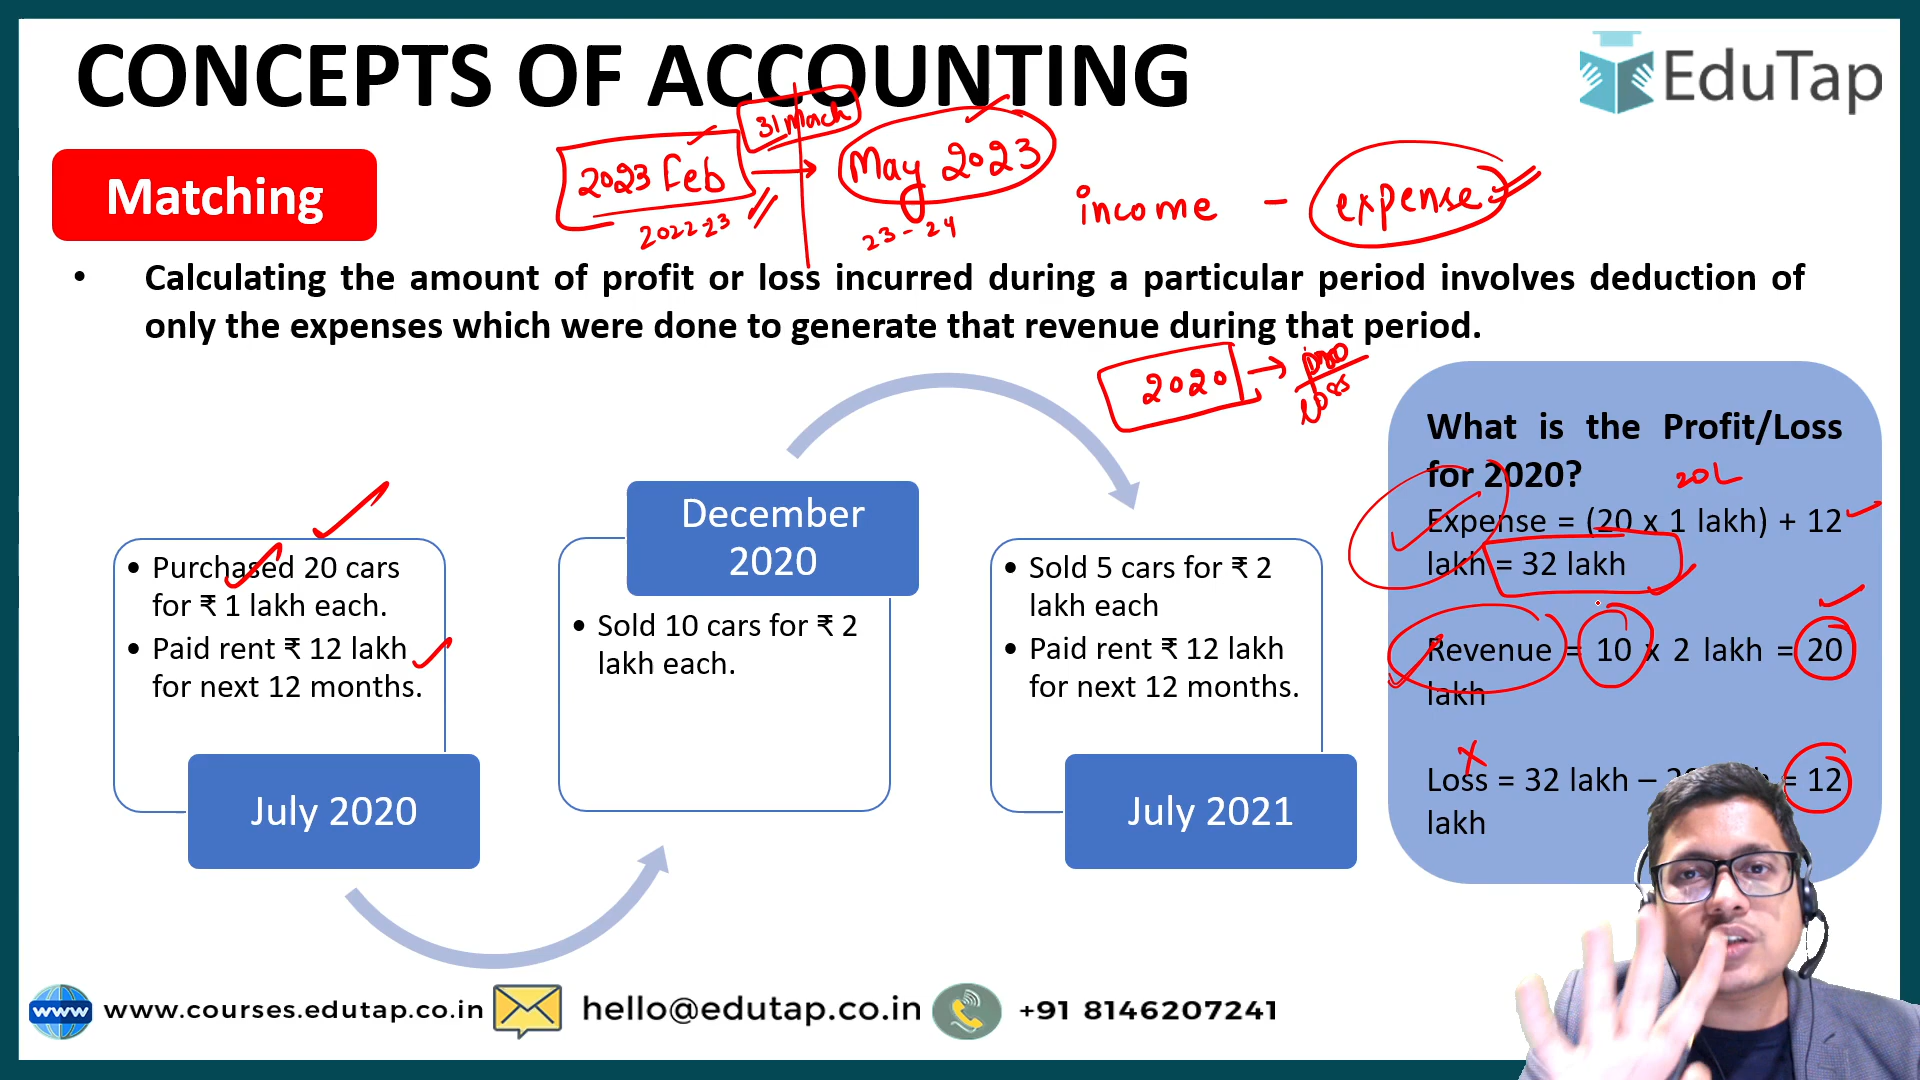 CONCEPTS OF ACCOUNTING
EduTap
Matching
31 Mach
2023 Feb
May 2023
2022-23
23-24
income - expense
• Calculating the amount of profit or loss incurred during a particular period involves deduction of
only the expenses which were done to generate that revenue during that period.
2020
loss
• Purchased 20 cars
for ₹ 1 lakh each.
• Paid rent ₹ 12 lakh
for next 12 months.
July 2020
December
2020
• Sold 10 cars for ₹ 2
lakh each.
• Sold 5 cars for ₹ 2
lakh each
• Paid rent ₹ 12 lakh
for next 12 months.
July 2021
What is the Profit/Loss
for 2020?
20L
Expense = (20 x 1 lakh) + 12
lakh = 32 lakh
Revenue = 10 x 2 lakh = 20
lakh
Loss = 32 lakh – = 12
lakh
www
www.courses.edutap.co.in
hello@edutap.co.in
+91 8146207241